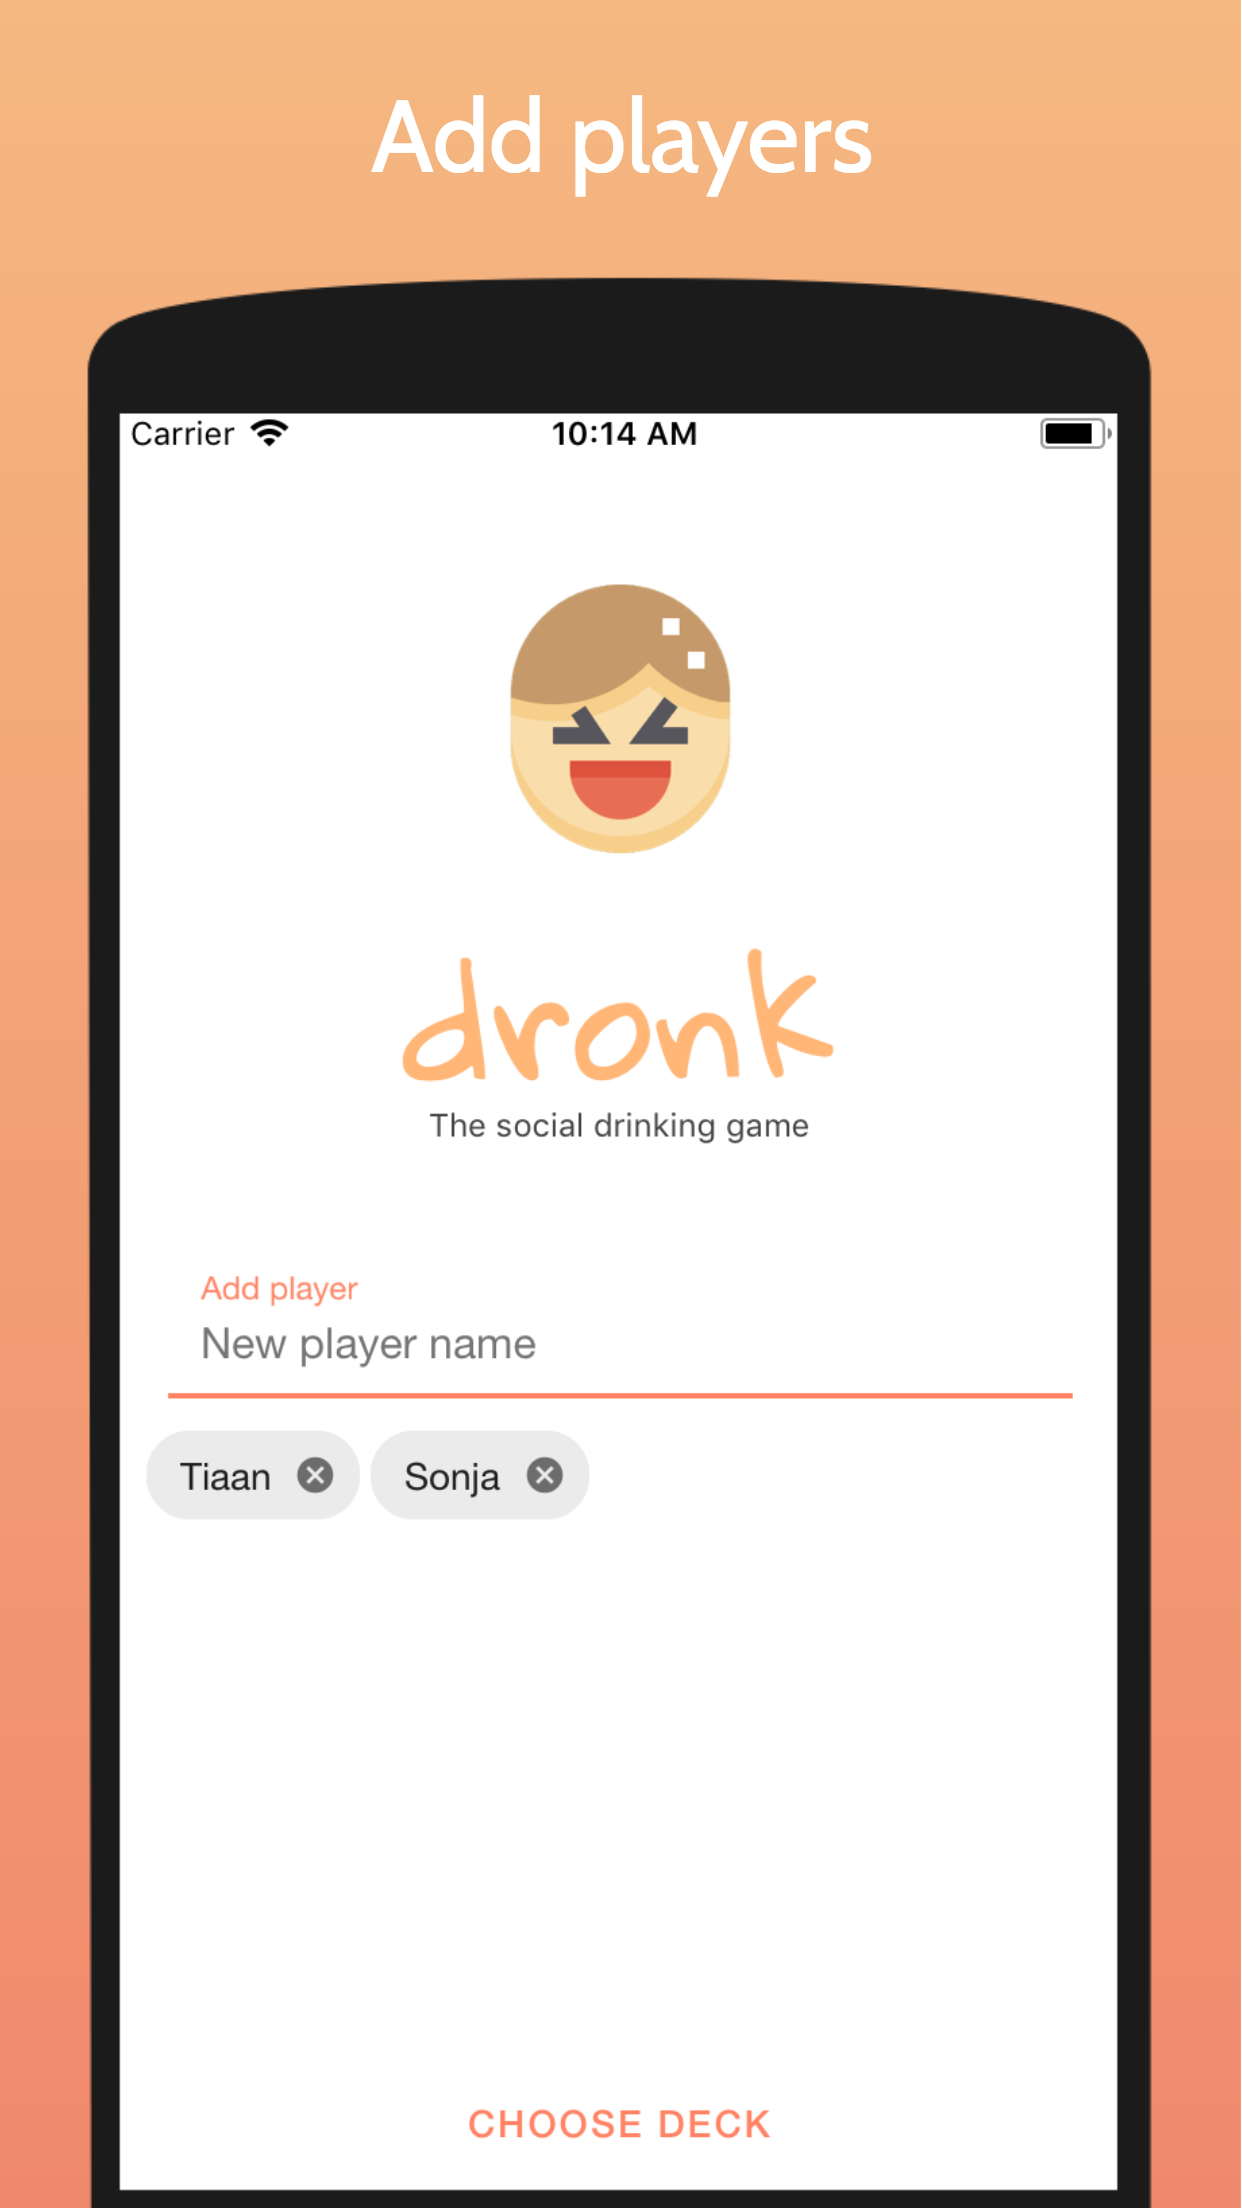 Add players
Carrier 10:14 AM
dronk
The social drinking game
Add player
New player name
Tiaan Sonja
CHOOSE DECK